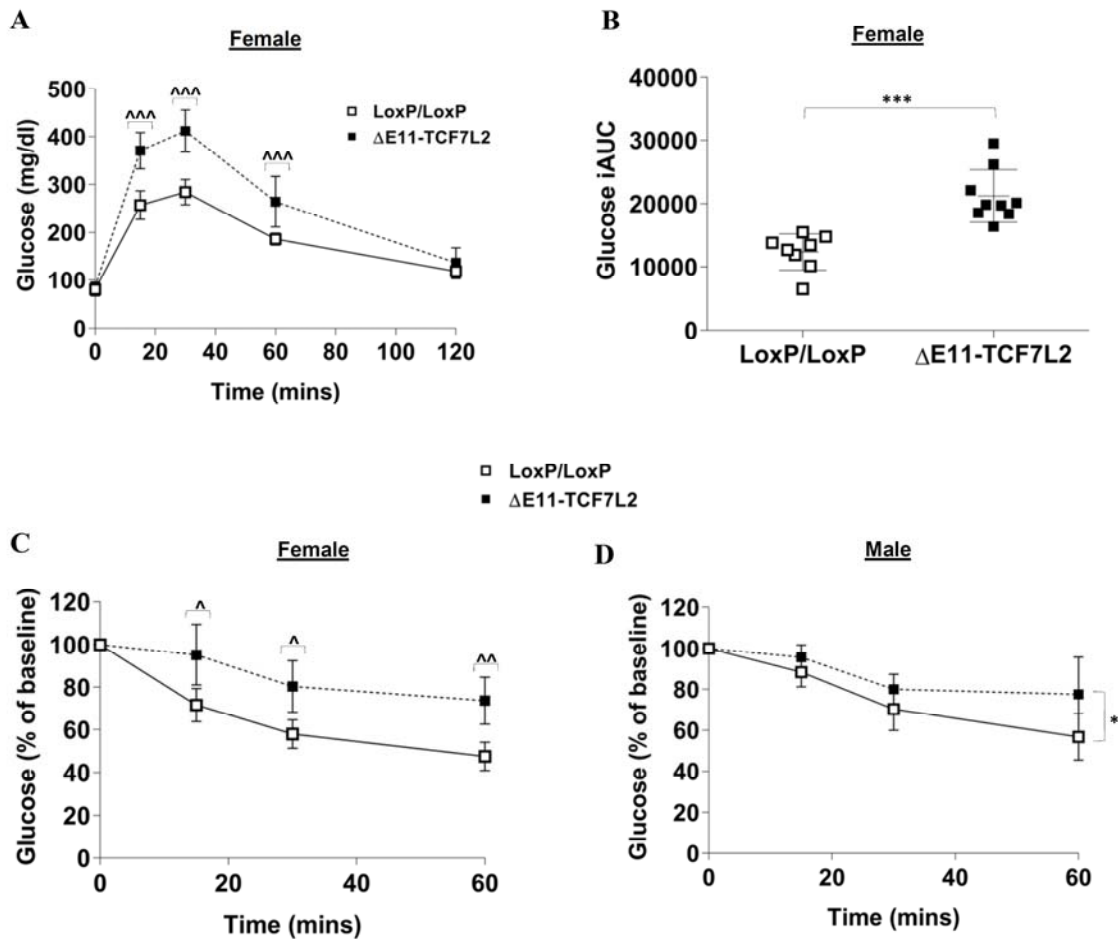 A
Female
Glucose (mg/dl)
500
400
300
200
100
0
^^^
^^^
^^^
LoxP/LoxP
ΔE11-TCF7L2
0 20 40 60 80 100 120
Time (mins)
B
Female
Glucose iAUC
40000
30000
20000
10000
0
***
LoxP/LoxP ΔE11-TCF7L2
LoxP/LoxP
ΔE11-TCF7L2
C
Female
Glucose (% of baseline)
120
100
80
60
40
20
0
^
^
^^
0 20 40 60
Time (mins)
D
Male
Glucose (% of baseline)
120
100
80
60
40
20
0
*
0 20 40 60
Time (mins)